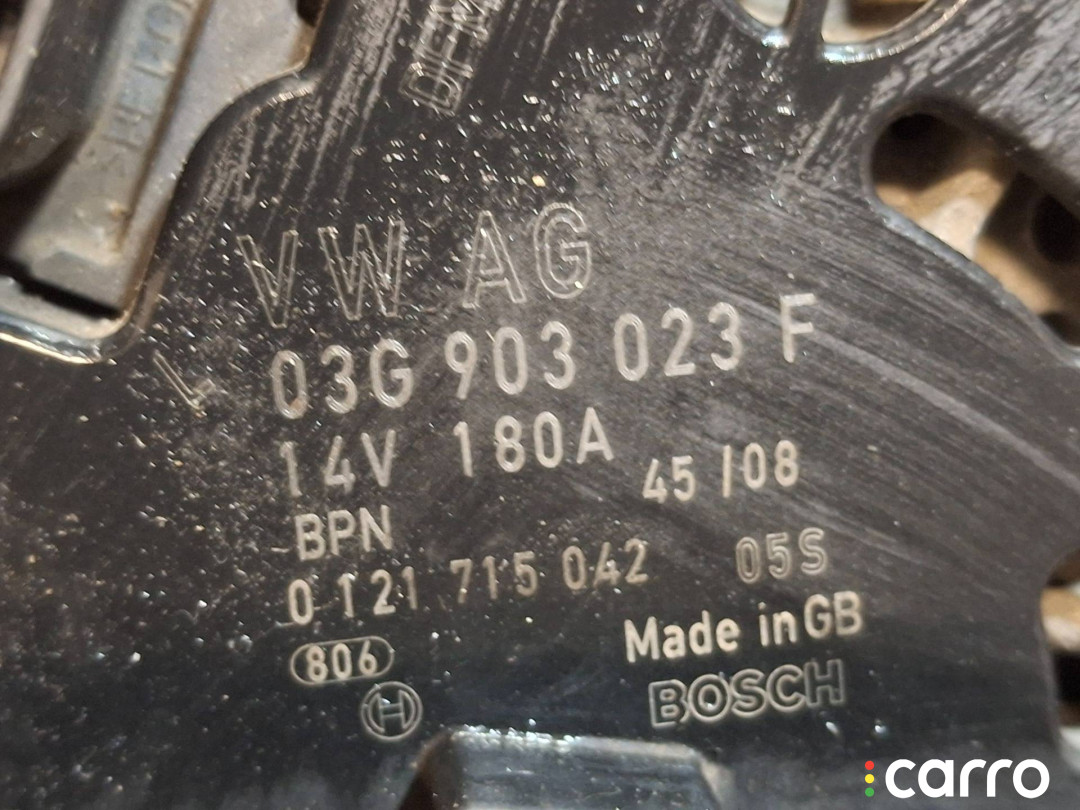 VW AG
03G 903 023 F
14V 180A 45/08
BPN
0 121 715 042 05S
Made in GB
806 BOSCH
H
carro